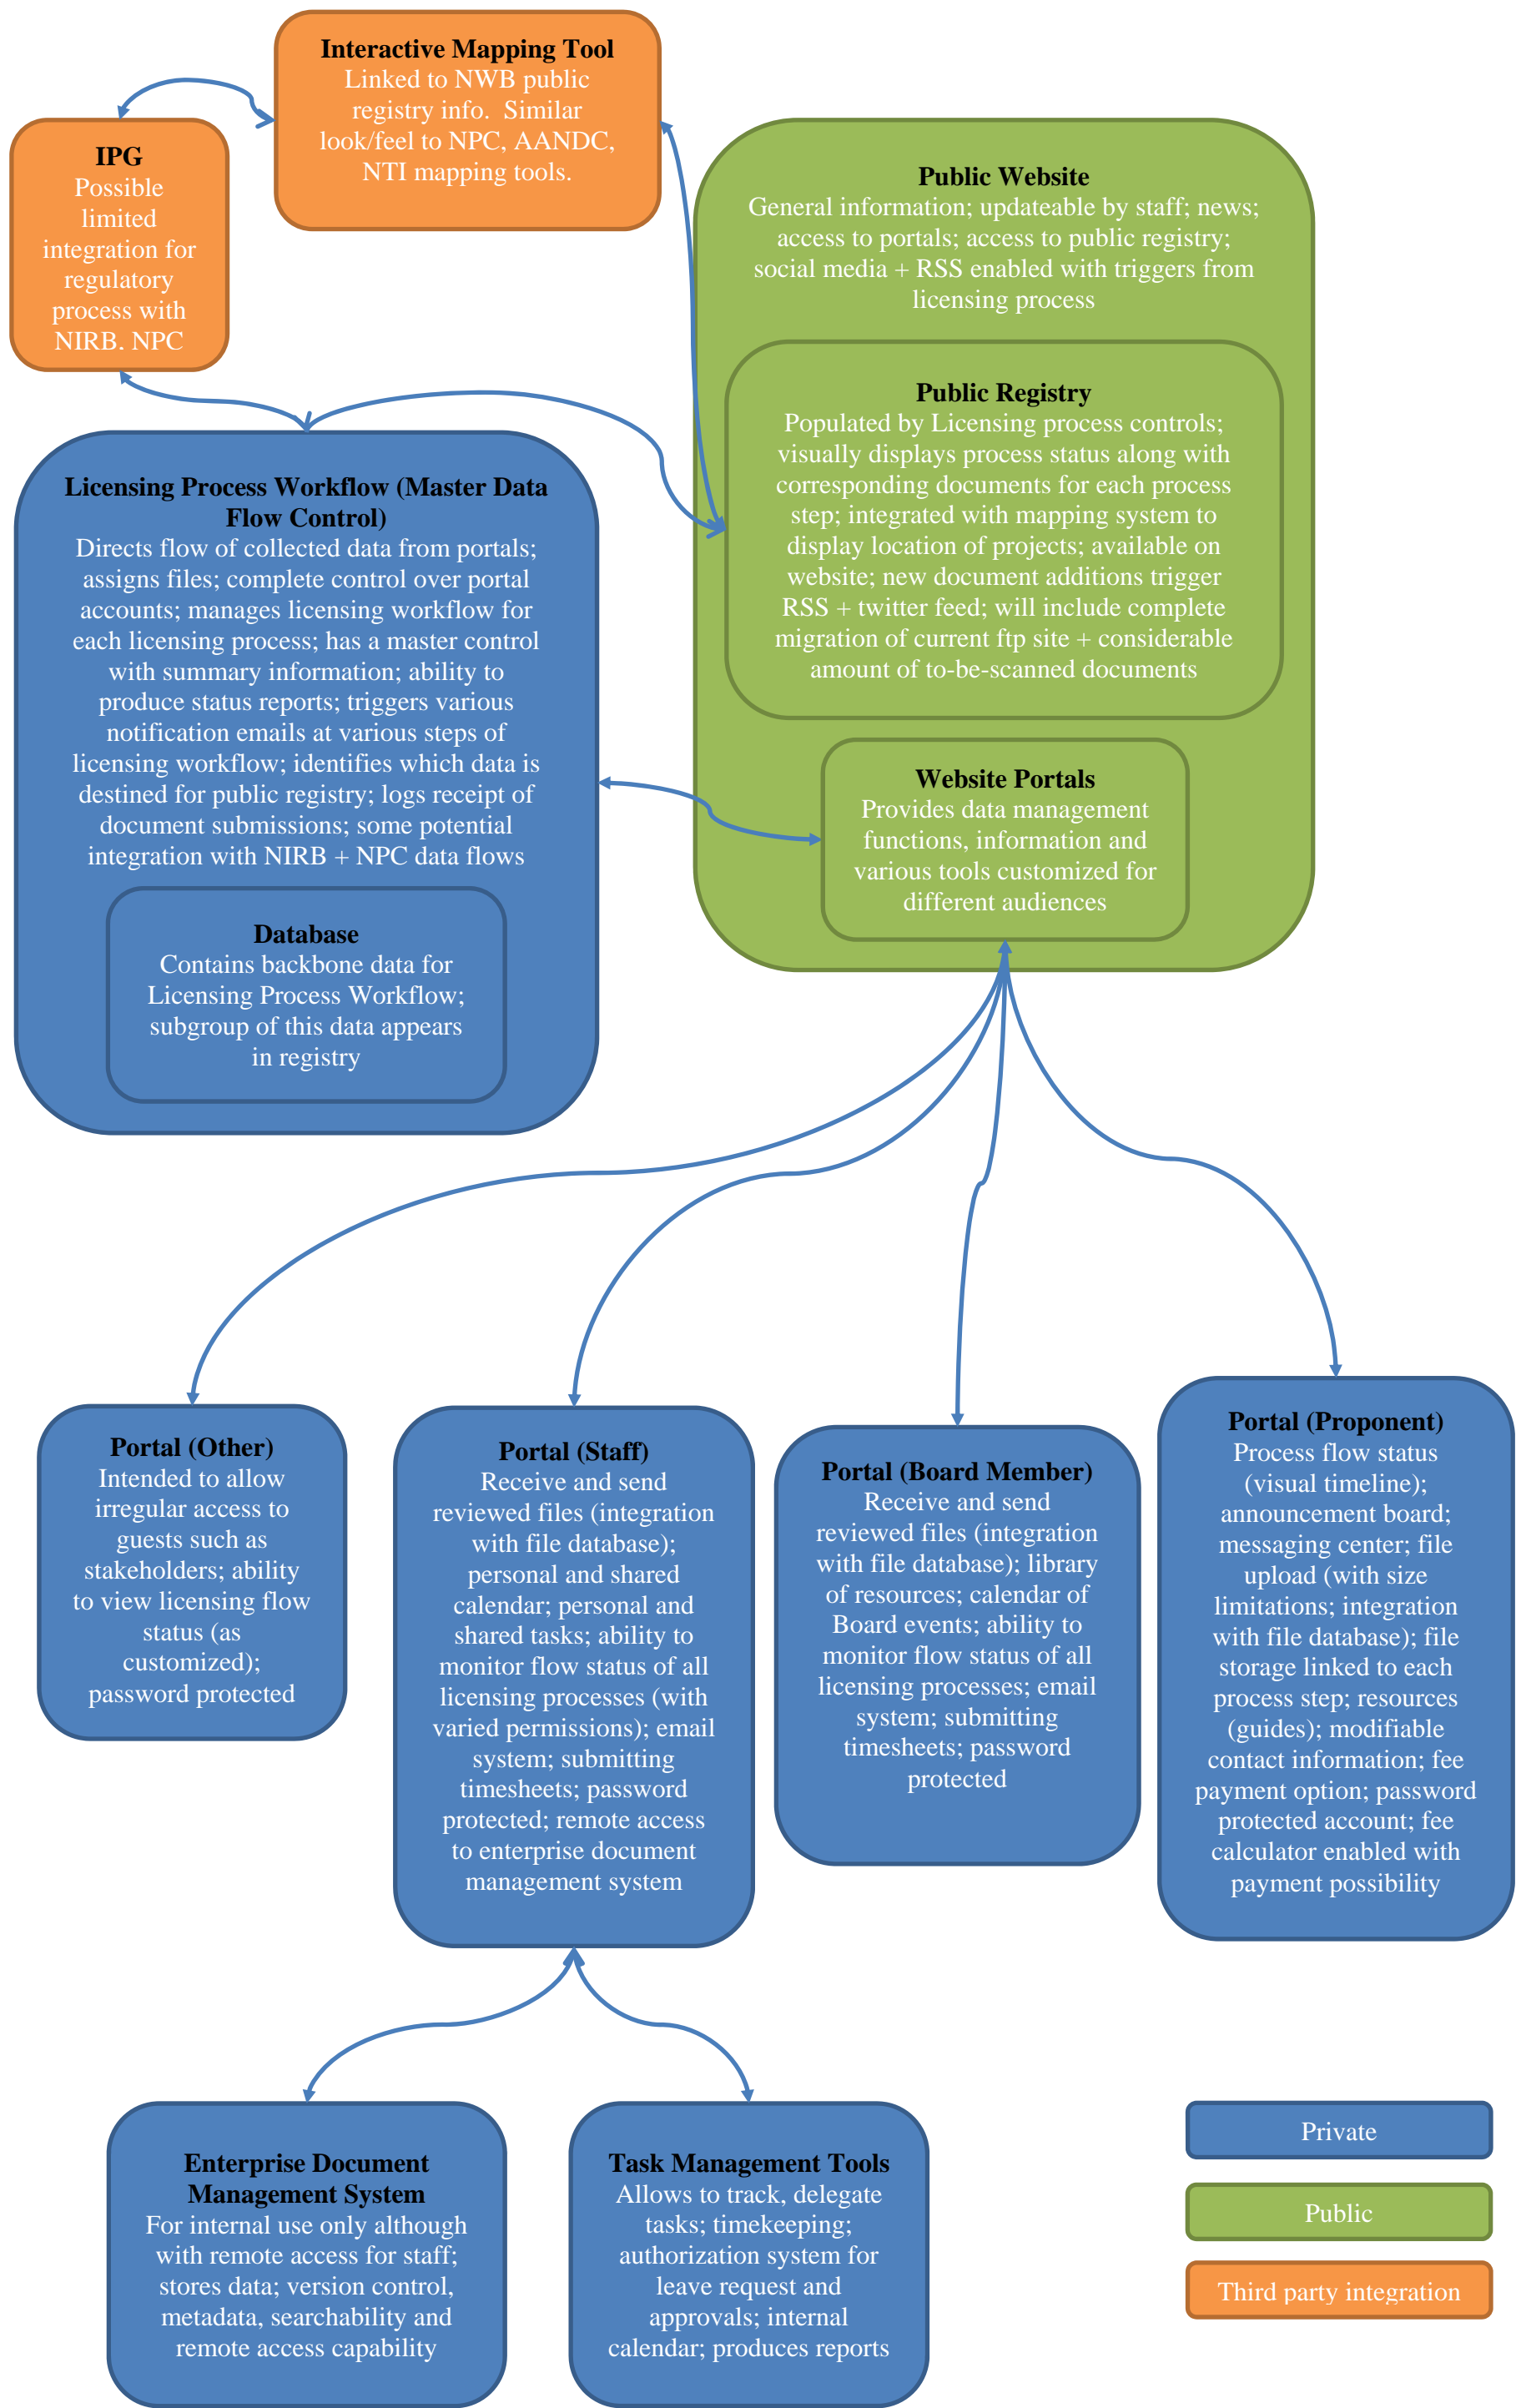 Interactive Mapping Tool
Linked to NWB public
registry info.  Similar
look/feel to NPC, AANDC,
NTI mapping tools.
IPG
Possible
limited
integration for
regulatory
process with
NIRB. NPC
Public Website
General information; updateable by staff; news;
access to portals; access to public registry;
social media + RSS enabled with triggers from
licensing process
Public Registry
Populated by Licensing process controls;
visually displays process status along with
corresponding documents for each process
step; integrated with mapping system to
display location of projects; available on
website; new document additions trigger
RSS + twitter feed; will include complete
migration of current ftp site + considerable
amount of to-be-scanned documents
Website Portals
Provides data management
functions, information and
various tools customized for
different audiences
Licensing Process Workflow (Master Data
Flow Control)
Directs flow of collected data from portals;
assigns files; complete control over portal
accounts; manages licensing workflow for
each licensing process; has a master control
with summary information; ability to
produce status reports; triggers various
notification emails at various steps of
licensing workflow; identifies which data is
destined for public registry; logs receipt of
document submissions; some potential
integration with NIRB + NPC data flows
Database
Contains backbone data for
Licensing Process Workflow;
subgroup of this data appears
in registry
Portal (Other)
Intended to allow
irregular access to
guests such as
stakeholders; ability
to view licensing flow
status (as
customized);
password protected
Portal (Staff)
Receive and send
reviewed files (integration
with file database);
personal and shared
calendar; personal and
shared tasks; ability to
monitor flow status of all
licensing processes (with
varied permissions); email
system; submitting
timesheets; password
protected; remote access
to enterprise document
management system
Portal (Board Member)
Receive and send
reviewed files (integration
with file database); library
of resources; calendar of
Board events; ability to
monitor flow status of all
licensing processes; email
system; submitting
timesheets; password
protected
Portal (Proponent)
Process flow status
(visual timeline);
announcement board;
messaging center; file
upload (with size
limitations; integration
with file database); file
storage linked to each
process step; resources
(guides); modifiable
contact information; fee
payment option; password
protected account; fee
calculator enabled with
payment possibility
Enterprise Document
Management System
For internal use only although
with remote access for staff;
stores data; version control,
metadata, searchability and
remote access capability
Task Management Tools
Allows to track, delegate
tasks; timekeeping;
authorization system for
leave request and
approvals; internal
calendar; produces reports
Private
Public
Third party integration